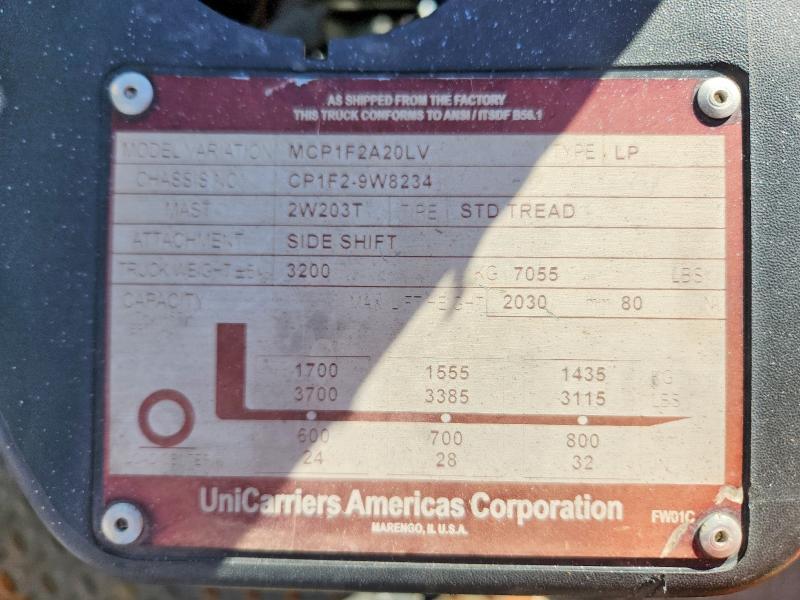 AS SHIPPED FROM THE FACTORY
THIS TRUCK CONFORMS TO ANSI / ITSDF B56.1
MODEL VARIATION MCP1F2A20LV TYPE LP
CHASSIS NO. CP1F2-9W8234
MAST 2W203T TIRE STD TREAD
ATTACHMENT SIDE SHIFT
TRUCK WEIGHT ±5% 3200 KG 7055 LBS
CAPACITY MAX LIFT HEIGHT 2030 mm 80 IN
1700 1555 1435 KG
3700 3385 3115 LBS
600 700 800
24 28 32
UniCarriers Americas Corporation
MARENGO, IL U.S.A. FW01C